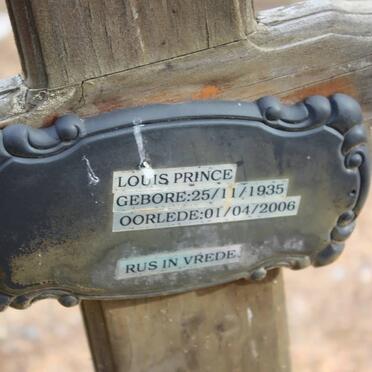 LOUIS PRINCE
GEBORE:25/11/1935
OORLEDE:01/04/2006
RUS IN VREDE.